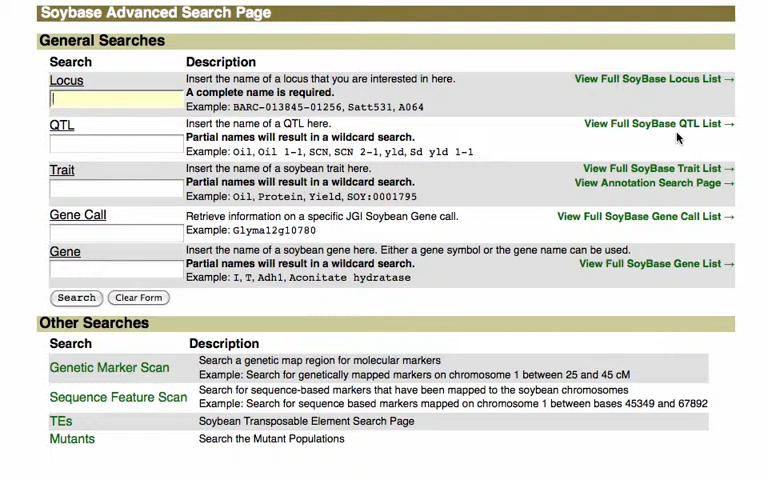 Soybase Advanced Search Page
General Searches
Search Description
Locus Insert the name of a locus that you are interested in here. View Full SoyBase Locus List →
A complete name is required.
Example: BARC-013845-01256, Satt531, A064
QTL Insert the name of a QTL here. View Full SoyBase QTL List →
Partial names will result in a wildcard search.
Example: Oil, Oil 1-1, SCN, SCN 2-1, yld, Sd yld 1-1
Trait Insert the name of a soybean trait here. View Full SoyBase Trait List →
Partial names will result in a wildcard search. View Annotation Search Page →
Example: Oil, Protein, Yield, SOY:0001795
Gene Call Retrieve information on a specific JGI Soybean Gene call. View Full SoyBase Gene Call List →
Example: Glyma12g10780
Gene Insert the name of a soybean gene here. Either a gene symbol or the gene name can be used.
Partial names will result in a wildcard search. View Full SoyBase Gene List →
Example: I, T, Adh1, Aconitate hydratase
Search Clear Form
Other Searches
Search Description
Genetic Marker Scan Search a genetic map region for molecular markers
Example: Search for genetically mapped markers on chromosome 1 between 25 and 45 cM
Sequence Feature Scan Search for sequence-based markers that have been mapped to the soybean chromosomes
Example: Search for sequence based markers mapped on chromosome 1 between bases 45349 and 67892
TEs Soybean Transposable Element Search Page
Mutants Search the Mutant Populations